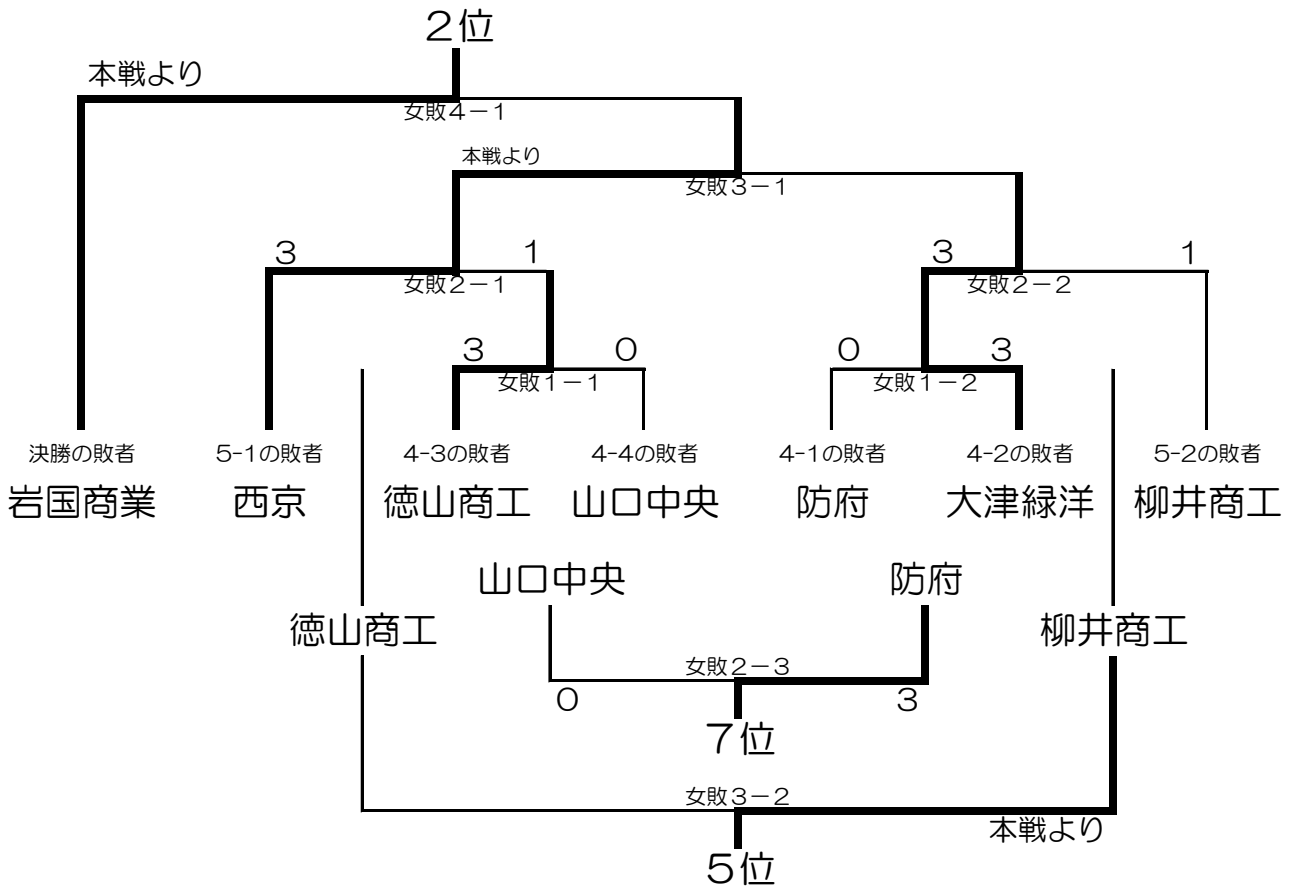 ２位
本戦より
女敗４－１
本戦より
女敗３－１
3 1 3 1
女敗２－１ 女敗２－２
3 0 0 3
女敗１－１ 女敗１－２
決勝の敗者 5-1の敗者 4-3の敗者 4-4の敗者 4-1の敗者 4-2の敗者 5-2の敗者
岩国商業 西京 徳山商工 山口中央 防府 大津緑洋 柳井商工
山口中央 防府
徳山商工 柳井商工
女敗２－３
0 3
７位
女敗３－２
本戦より
５位